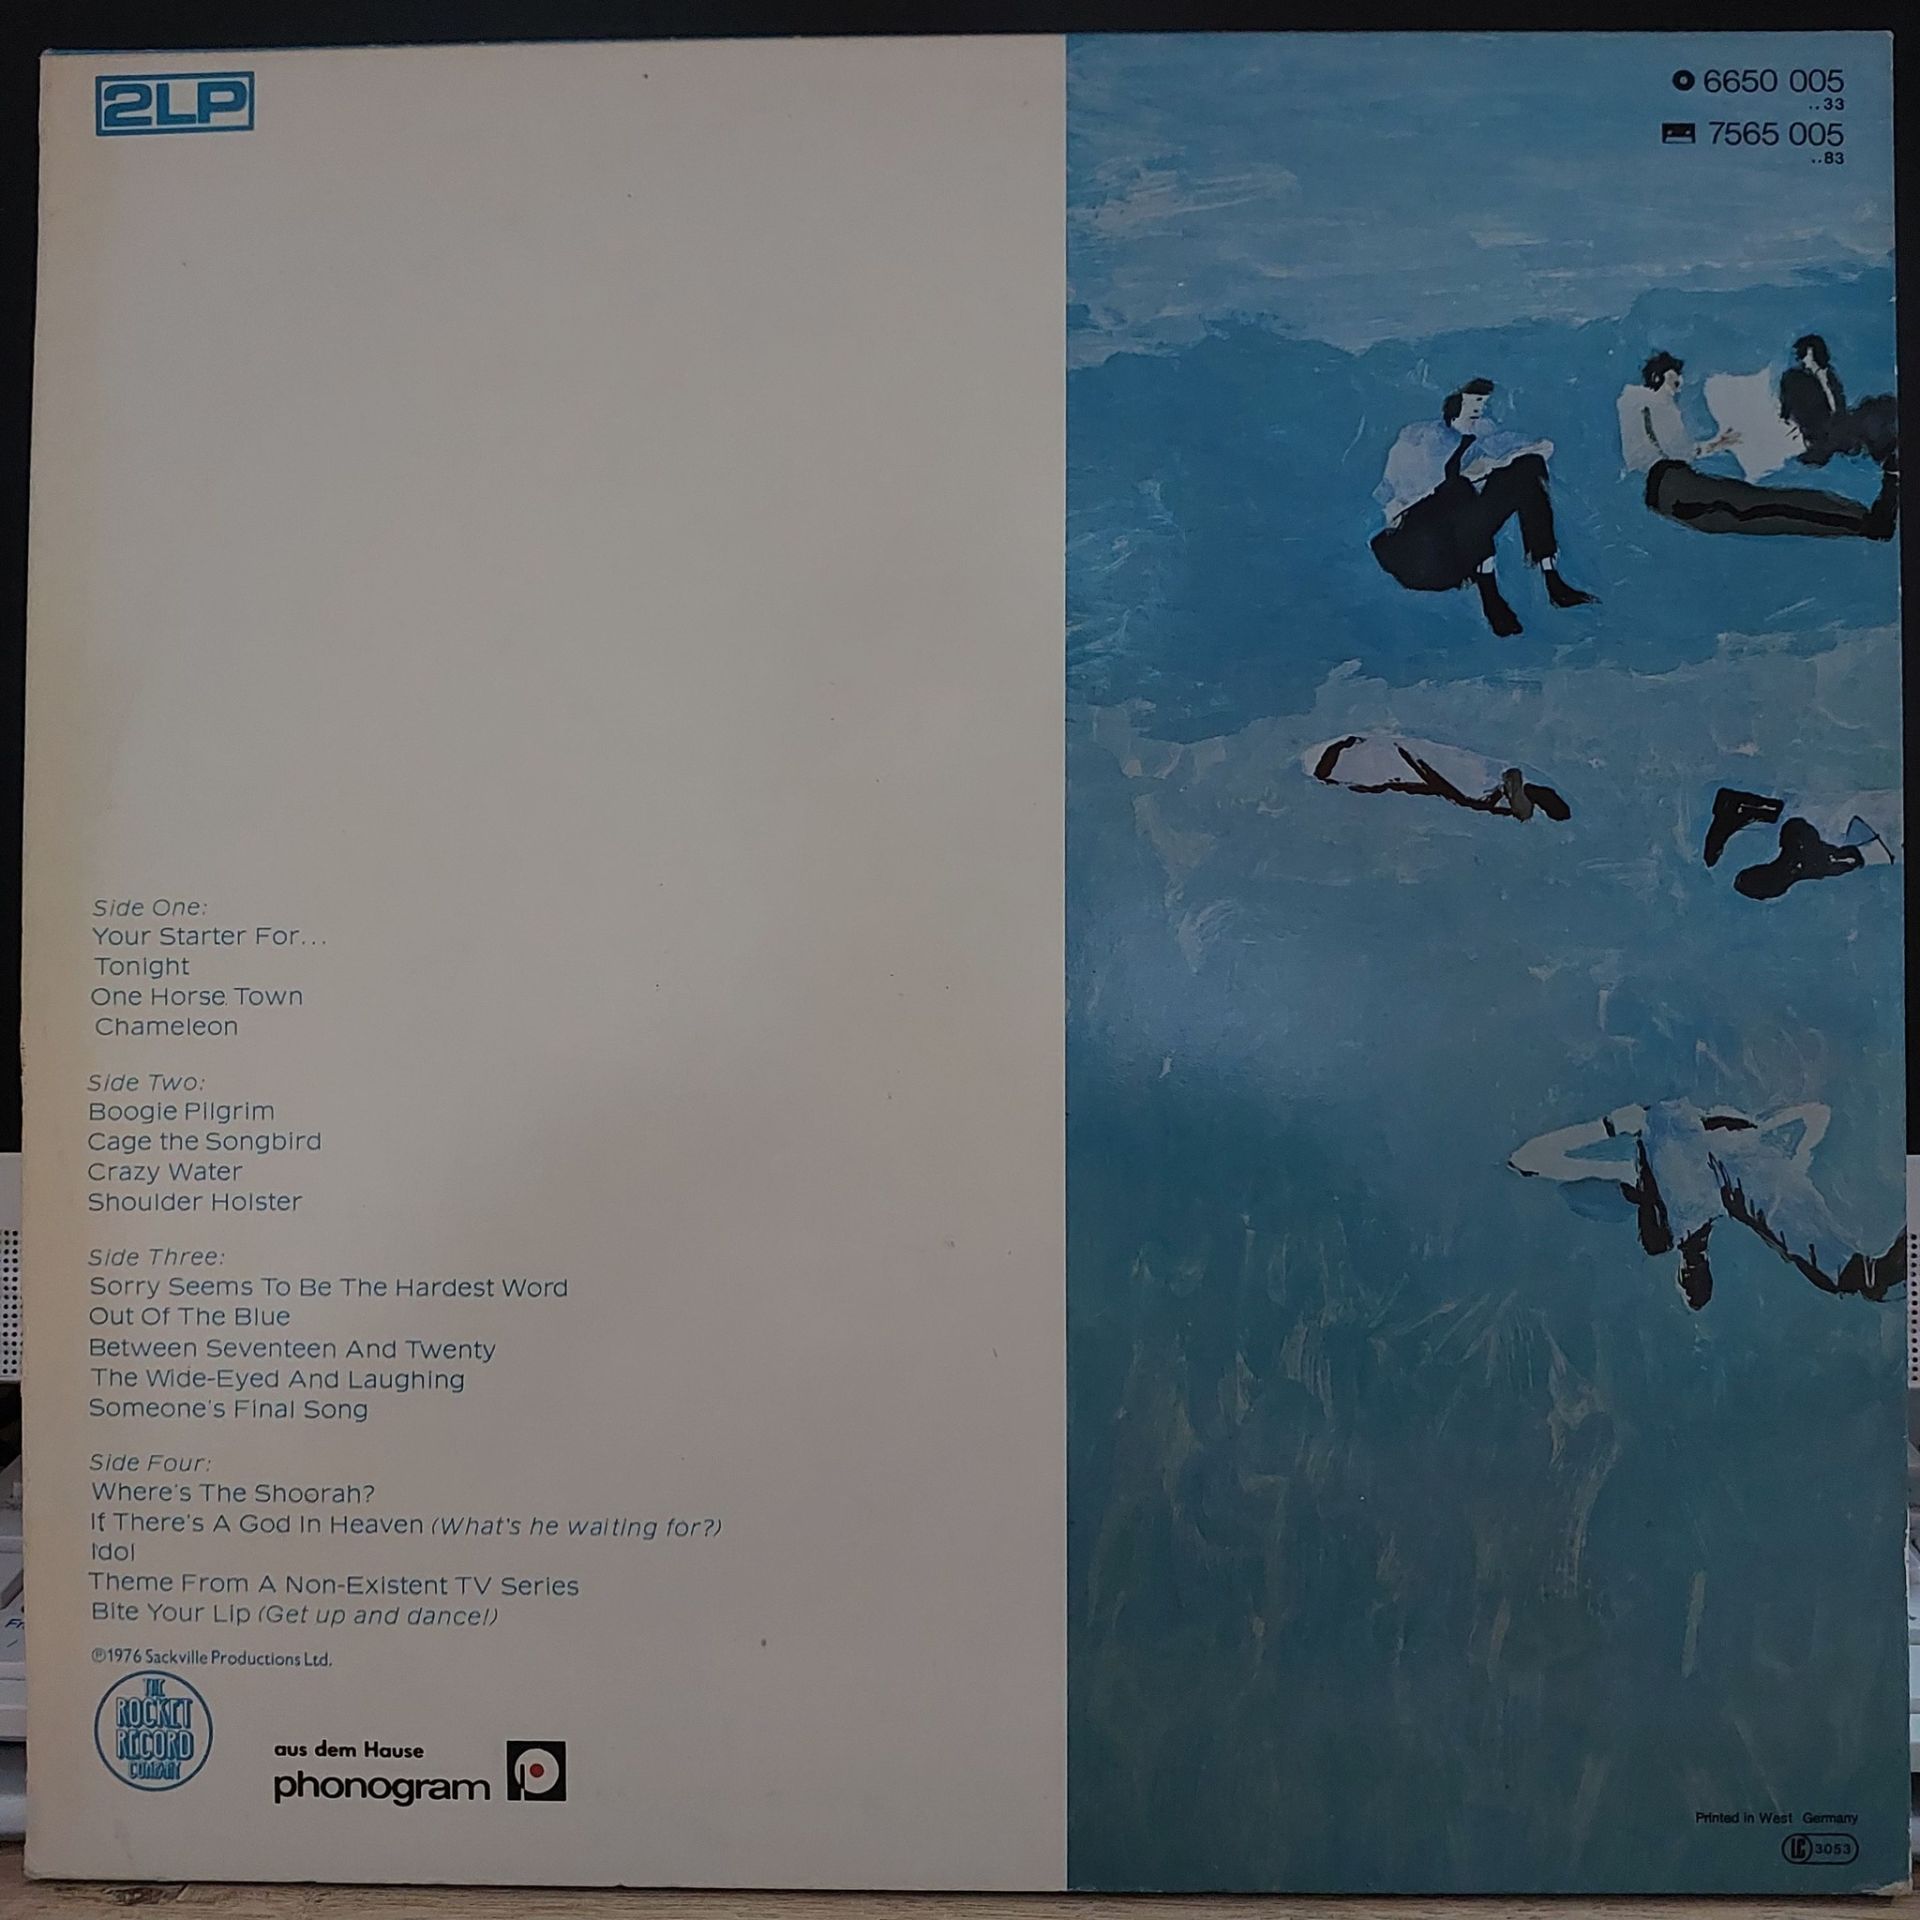 2LP
6650 005
..33
7565 005
..83
Side One:
Your Starter For...
Tonight
One Horse Town
Chameleon
Side Two:
Boogie Pilgrim
Cage the Songbird
Crazy Water
Shoulder Holster
Side Three:
Sorry Seems To Be The Hardest Word
Out Of The Blue
Between Seventeen And Twenty
The Wide-Eyed And Laughing
Someone's Final Song
Side Four:
Where's The Shoorah?
If There's A God In Heaven (What's he waiting for?)
Idol
Theme From A Non-Existent TV Series
Bite Your Lip (Get up and dance!)
℗1976 Sackville Productions Ltd.
THE
ROCKET
RECORD
COMPANY
aus dem Hause
phonogram
Printed in West Germany
LC 3053